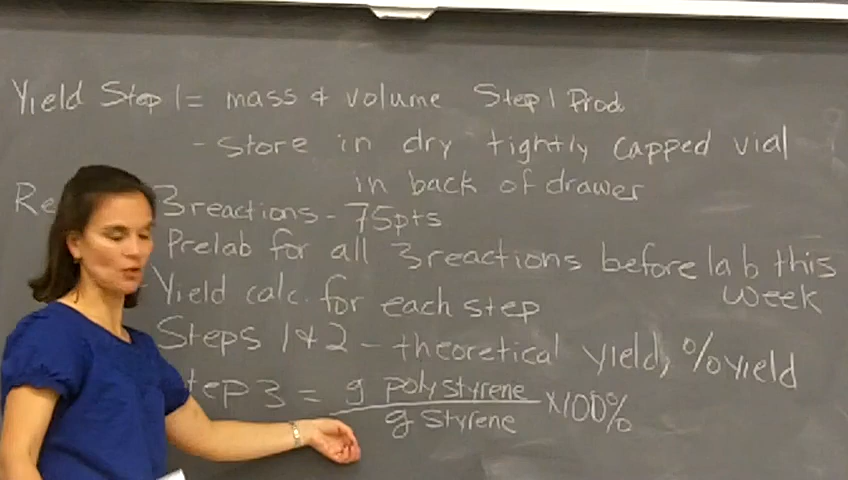 Yield Step 1 = mass & volume Step 1 Prod
- Store in dry tightly capped vial
in back of drawer
Re 3 reactions - 75pts
Prelab for all 3 reactions before lab this
week
- Yield calc. for each step
Steps 1 & 2 - theoretical yield, % yield
tep 3 = g polystyrene
g styrene ×100%